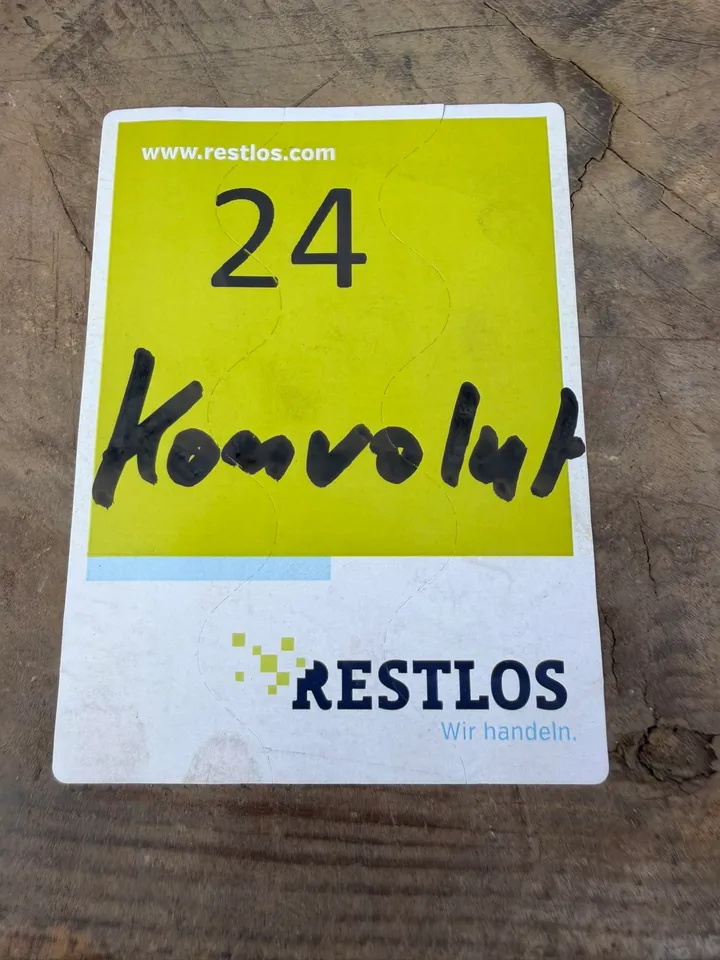 www.restlos.com
24
Konvolut
RESTLOS
Wir handeln.